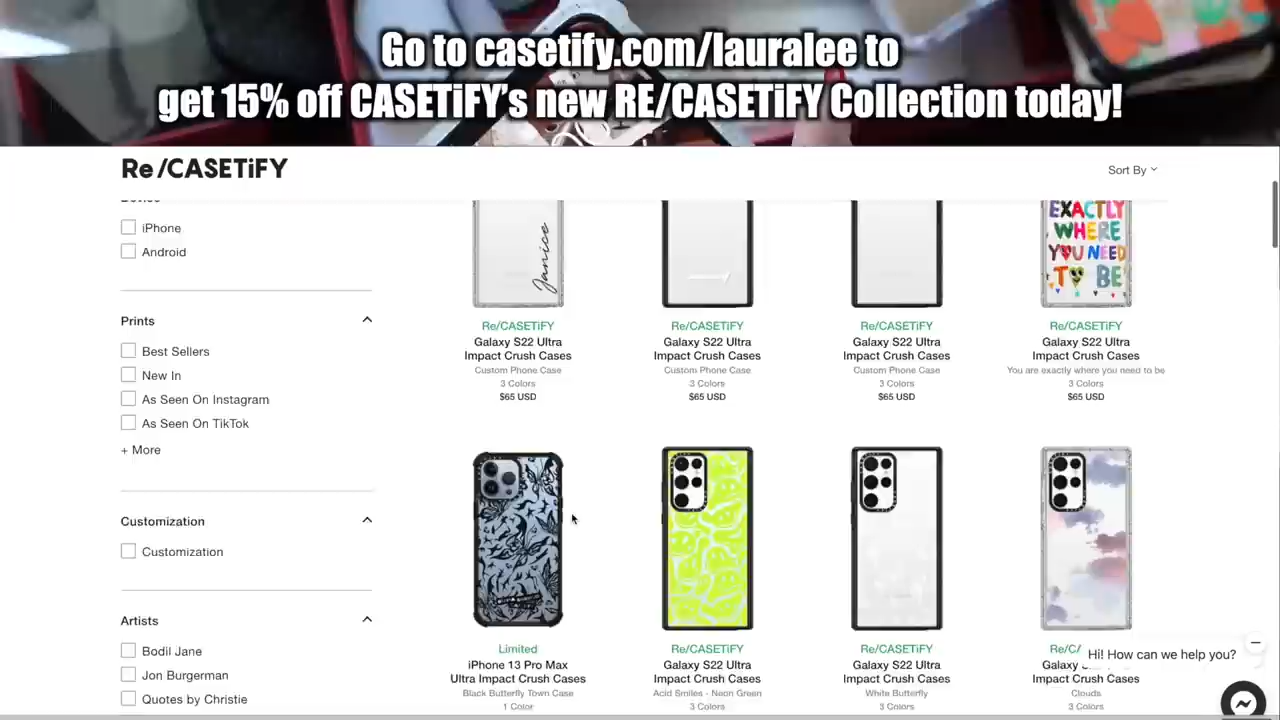 Go to casetify.com/lauralee to
get 15% off CASETiFY's new RE/CASETiFY Collection today!
Re/CASETiFY
Sort By
Device
iPhone
Android
Prints
Best Sellers
New In
As Seen On Instagram
As Seen On TikTok
+ More
Customization
Customization
Artists
Bodil Jane
Jon Burgerman
Quotes by Christie
Janice
EXACTLY
WHERE
YOU NEED
TO BE
Re/CASETiFY
Galaxy S22 Ultra
Impact Crush Cases
Custom Phone Case
3 Colors
$65 USD
Re/CASETiFY
Galaxy S22 Ultra
Impact Crush Cases
Custom Phone Case
3 Colors
$65 USD
Re/CASETiFY
Galaxy S22 Ultra
Impact Crush Cases
Custom Phone Case
3 Colors
$65 USD
Re/CASETiFY
Galaxy S22 Ultra
Impact Crush Cases
You are exactly where you need to be
3 Colors
$65 USD
Limited
iPhone 13 Pro Max
Ultra Impact Crush Cases
Black Butterfly Town Case
1 Color
Re/CASETiFY
Galaxy S22 Ultra
Impact Crush Cases
Acid Smiles - Neon Green
3 Colors
Re/CASETiFY
Galaxy S22 Ultra
Impact Crush Cases
White Butterfly
3 Colors
Re/CA
Galaxy S
Impact Crush Cases
Clouds
3 Colors
Hi! How can we help you?